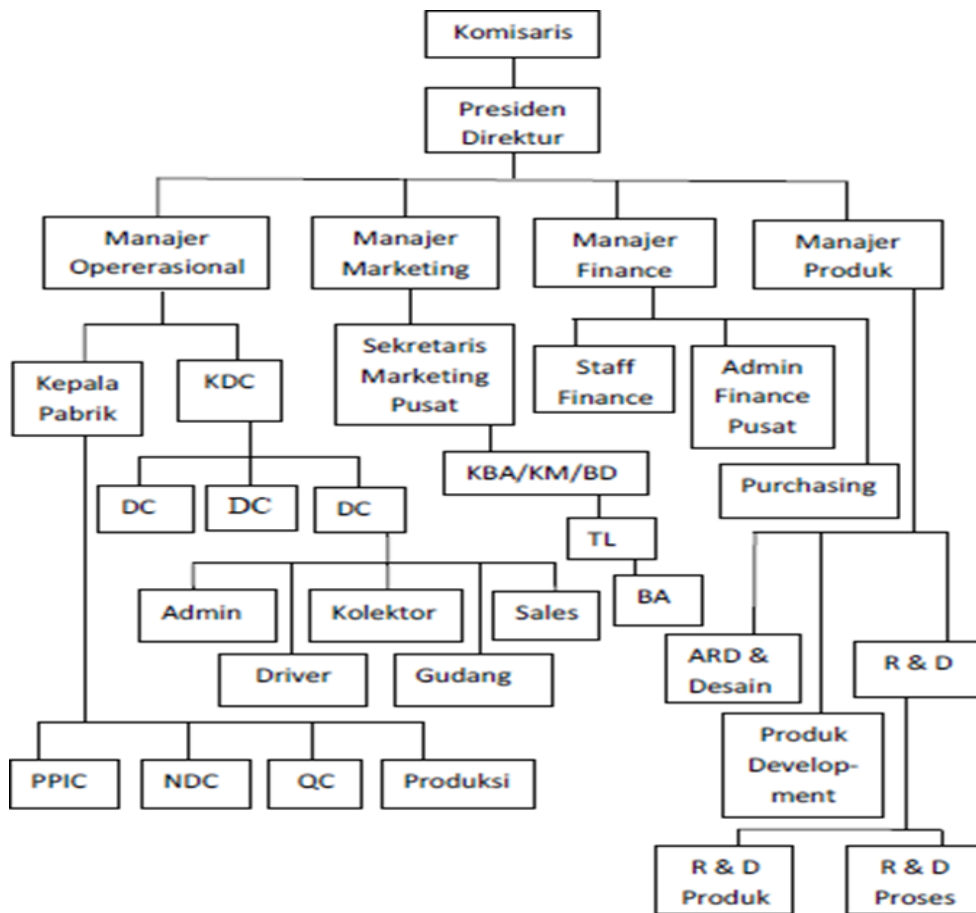 Komisaris
Presiden
Direktur
Manajer
Opererasional
Manajer
Marketing
Manajer
Finance
Manajer
Produk
Kepala
Pabrik
KDC
Sekretaris
Marketing
Pusat
Staff
Finance
Admin
Finance
Pusat
Purchasing
KBA/KM/BD
DC
DC
DC
TL
BA
Admin
Kolektor
Sales
Driver
Gudang
ARD &
Desain
R & D
Produk
Develop-
ment
PPIC
NDC
QC
Produksi
R & D
Produk
R & D
Proses